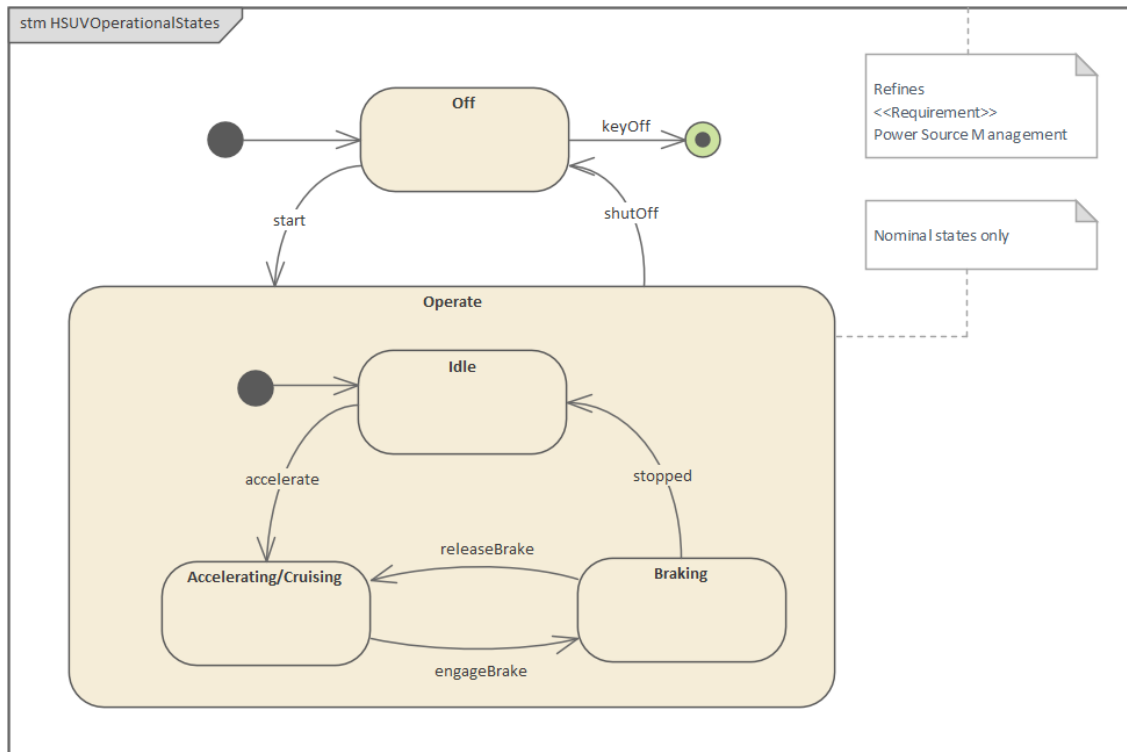 stm HSUVOperationalStates
Off
keyOff
Refines
<<Requirement>>
Power Source Management
start
shutOff
Nominal states only
Operate
Idle
accelerate
stopped
releaseBrake
Accelerating/Cruising
Braking
engageBrake